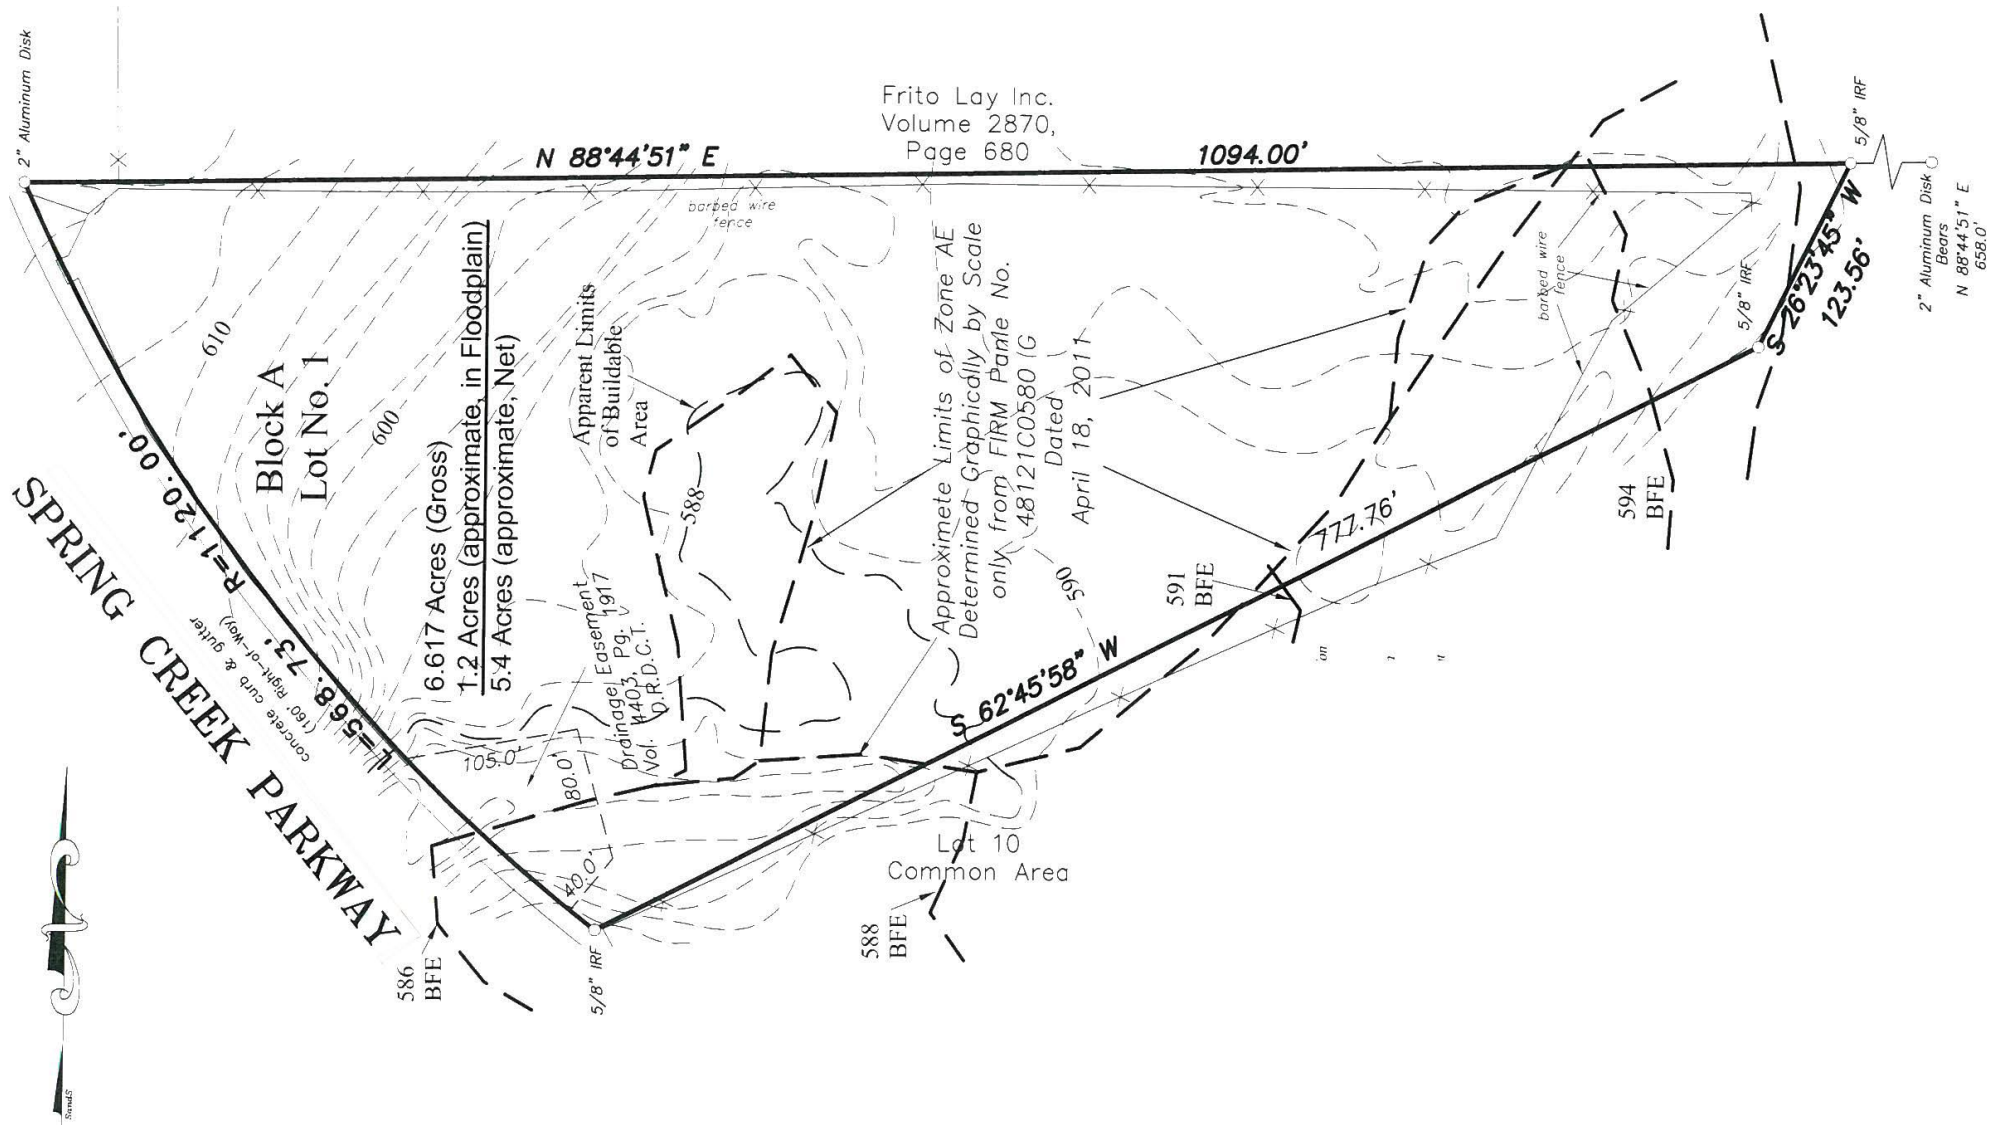 2" Aluminum Disk
Frito Lay Inc.
Volume 2870,
Page 680
N 88°44'51" E
1094.00'
5/8" IRF
2" Aluminum Disk
Bears
N 88°44'51" E
658.0'
S 26°23'45" W
123.56'
5/8" IRF
barbed wire
fence
barbed wire
fence
610
600
Block A
Lot No. 1
6.617 Acres (Gross)
1.2 Acres (approximate, in Floodplain)
5.4 Acres (approximate, Net)
Apparent Limits
of Buildable
Area
588
Approximete Limits of Zone AE
Determined Graphically by Scale
only from FIRM Panle No.
48121C0580 (G
Dated
April 18, 2011
590
777.76'
S 62°45'58" W
594
BFE
591
BFE
588
BFE
586
BFE
on
R=1120.00'
L=568.73'
concrete curb & gutter
(160' Right-of-Way)
SPRING CREEK PARKWAY
Drainage Easement
Vol. 4403, Pg. 1917
D.R.D.C.T.
105.0'
80.0'
40.0'
Lot 10
Common Area
5/8" IRF
SandS